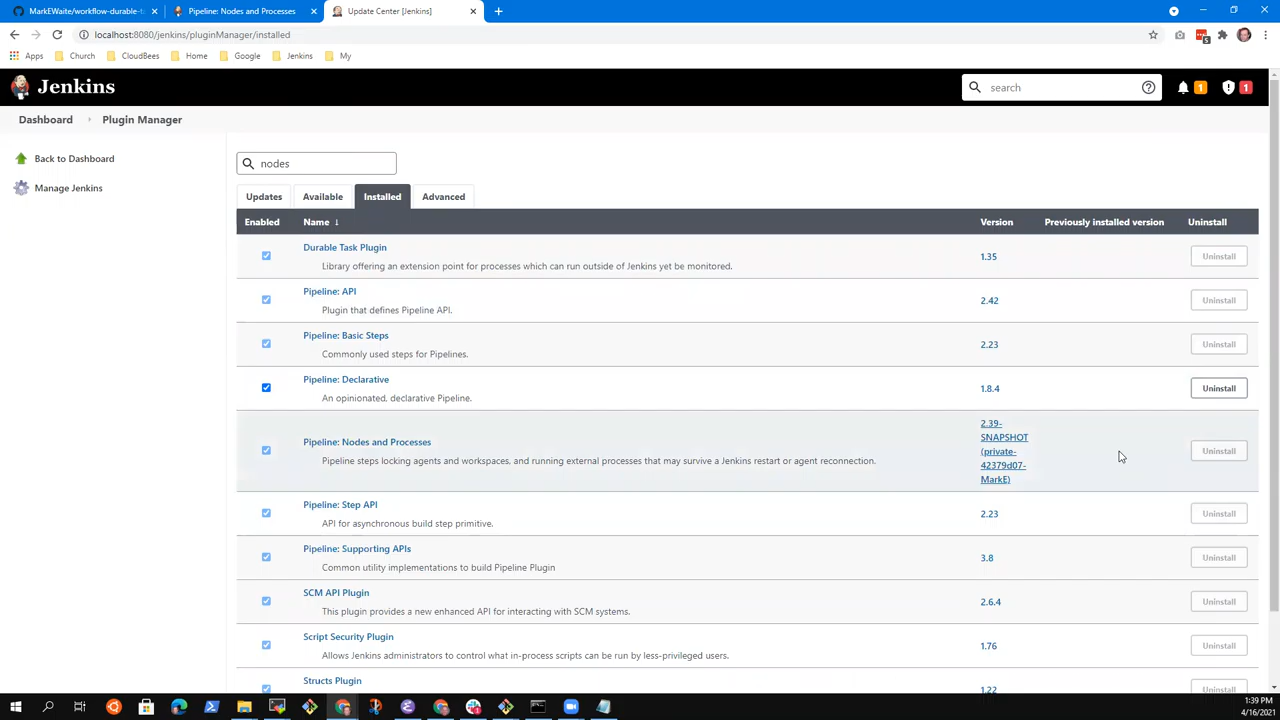 MarkEWaite/workflow-durable-ta
Pipeline: Nodes and Processes
Update Center [Jenkins]
localhost:8080/jenkins/pluginManager/installed
Apps
Church
CloudBees
Home
Google
Jenkins
My
5
Jenkins
search
1
1
Dashboard
Plugin Manager
Back to Dashboard
Manage Jenkins
nodes
Updates
Available
Installed
Advanced
Enabled
Name ↓
Version
Previously installed version
Uninstall
Durable Task Plugin
Library offering an extension point for processes which can run outside of Jenkins yet be monitored.
1.35
Uninstall
Pipeline: API
Plugin that defines Pipeline API.
2.42
Uninstall
Pipeline: Basic Steps
Commonly used steps for Pipelines.
2.23
Uninstall
Pipeline: Declarative
An opinionated, declarative Pipeline.
1.8.4
Uninstall
Pipeline: Nodes and Processes
Pipeline steps locking agents and workspaces, and running external processes that may survive a Jenkins restart or agent reconnection.
2.39-
SNAPSHOT
(private-
42379d07-
MarkE)
Uninstall
Pipeline: Step API
API for asynchronous build step primitive.
2.23
Uninstall
Pipeline: Supporting APIs
Common utility implementations to build Pipeline Plugin
3.8
Uninstall
SCM API Plugin
This plugin provides a new enhanced API for interacting with SCM systems.
2.6.4
Uninstall
Script Security Plugin
Allows Jenkins administrators to control what in-process scripts can be run by less-privileged users.
1.76
Uninstall
Structs Plugin
1.22
Uninstall
1:39 PM
4/16/2021